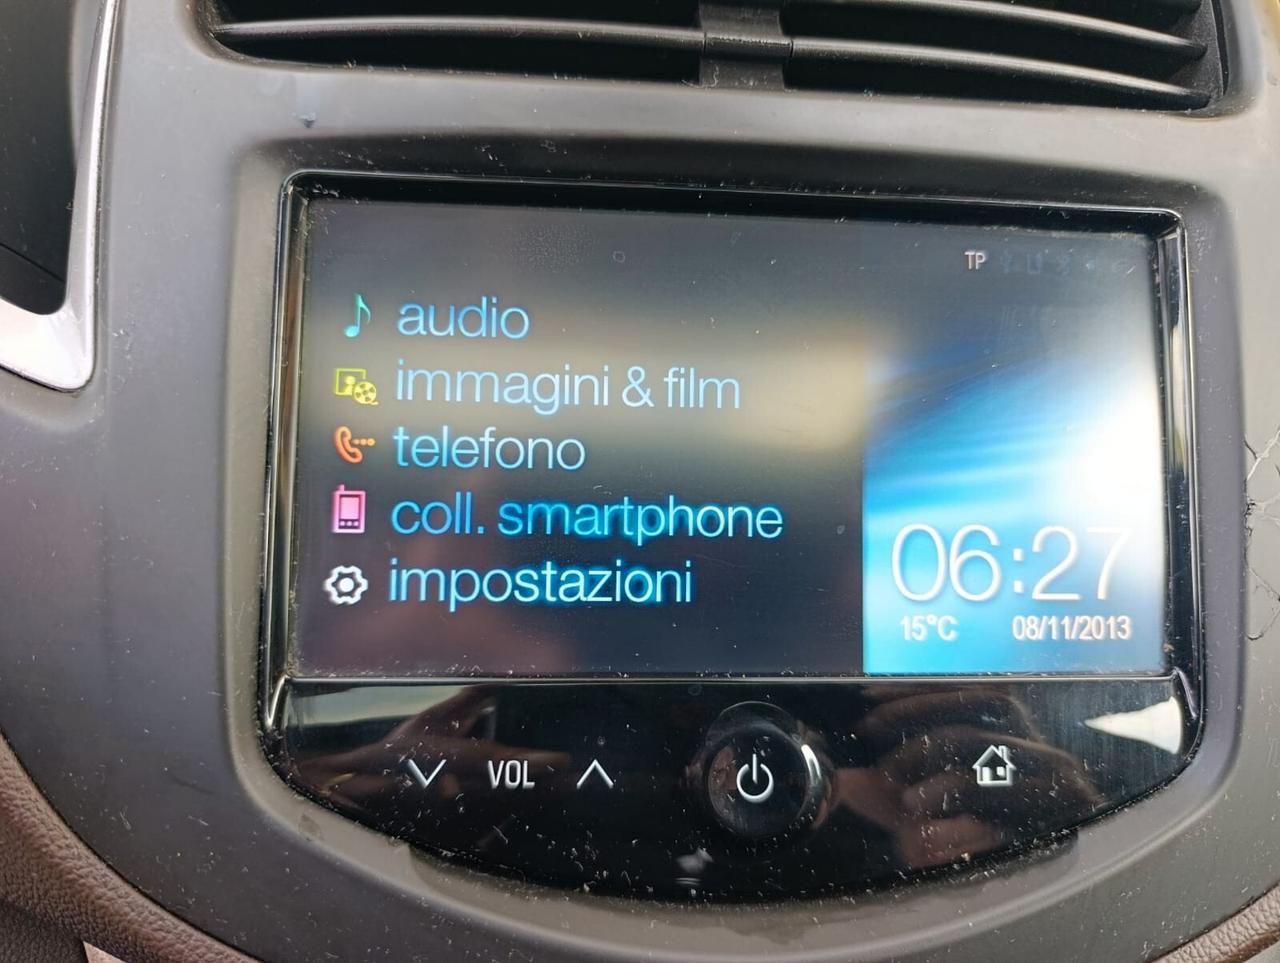 TP
audio
immagini & film
telefono
coll. smartphone
impostazioni
06:27
15°C 08/11/2013
VOL